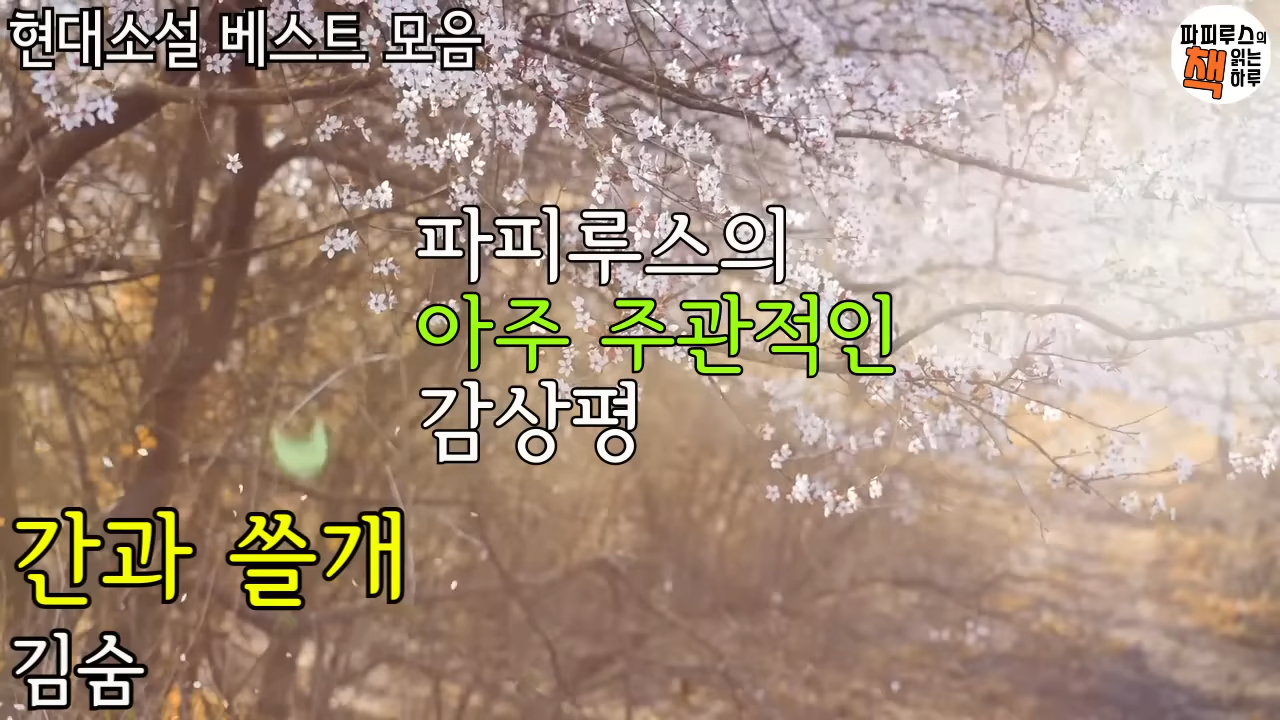 현대소설 베스트 모음
파피루스의
책 읽는
하루
파피루스의
아주 주관적인
감상평
간과 쓸개
김숨